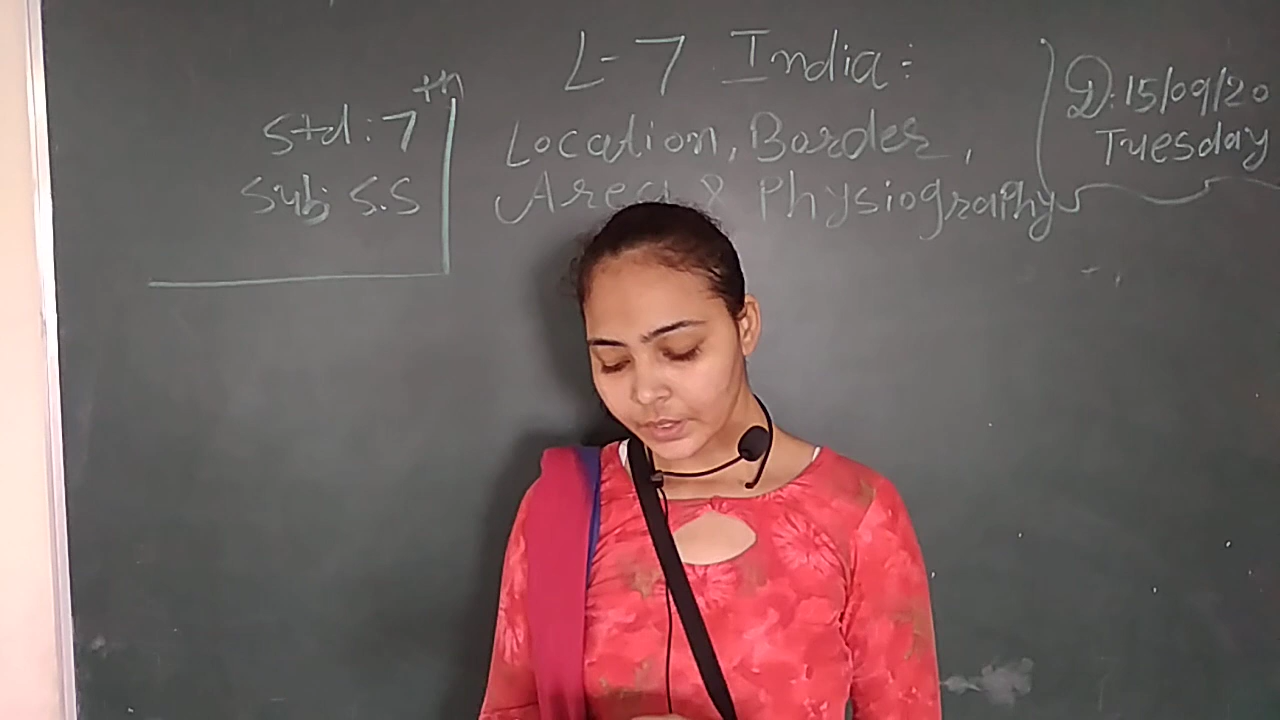 Std: 7th
Sub: S.S
L-7 India:
Location, Border,
Area & Physiography
D:15/09/20
Tuesday